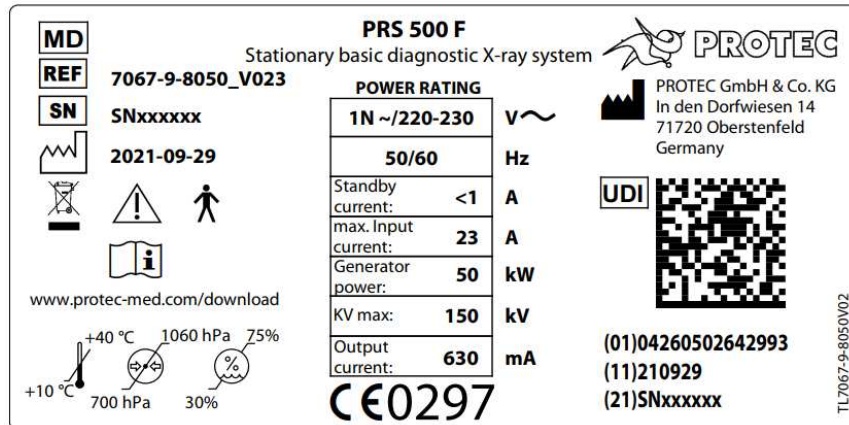 PRS 500 F
Stationary basic diagnostic X-ray system
PROTEC
MD
REF 7067-9-8050_V023
SN SNxxxxxx
2021-09-29
www.protec-med.com/download
+40 °C
+10 °C
1060 hPa
700 hPa
75%
30%
POWER RATING
1N ~/220-230 V
50/60 Hz
Standby
current: <1 A
max. Input
current: 23 A
Generator
power: 50 kW
KV max: 150 kV
Output
current: 630 mA
CE0297
PROTEC GmbH & Co. KG
In den Dorfwiesen 14
71720 Oberstenfeld
Germany
UDI
(01)04260502642993
(11)210929
(21)SNxxxxxx
TL7067-9-8050V02